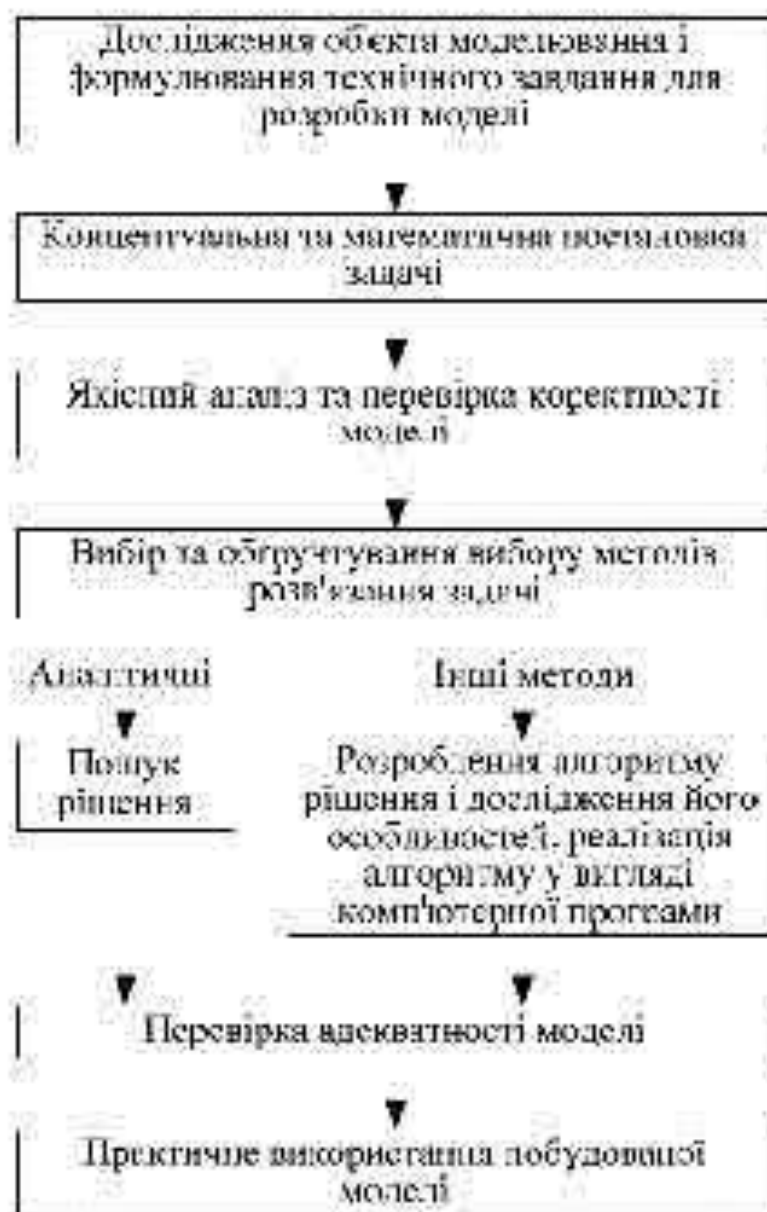 Дослідження об'єкта моделювання і
формулювання технічного завдання для
розробки моделі
Концептуальна та математична постановка
задачі
Якісний аналіз та перевірка коректності
моделі
Вибір та обґрунтування вибору методів
розв'язання задачі
Аналітичні
Інші методи
Пошук
рішення
Розроблення алгоритму
рішення і дослідження його
особливостей, реалізація
алгоритму у вигляді
комп'ютерної програми
Перевірка адекватності моделі
Практичне використання побудованої
моделі